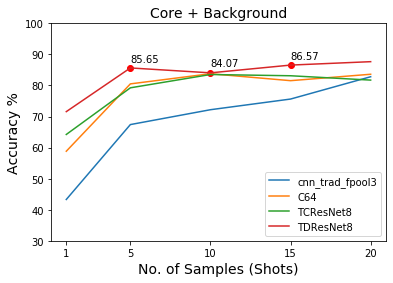 Core + Background
100
90
80
70
60
50
40
30
Accuracy %
85.65
84.07
86.57
cnn_trad_fpool3
C64
TCResNet8
TDResNet8
1 5 10 15 20
No. of Samples (Shots)